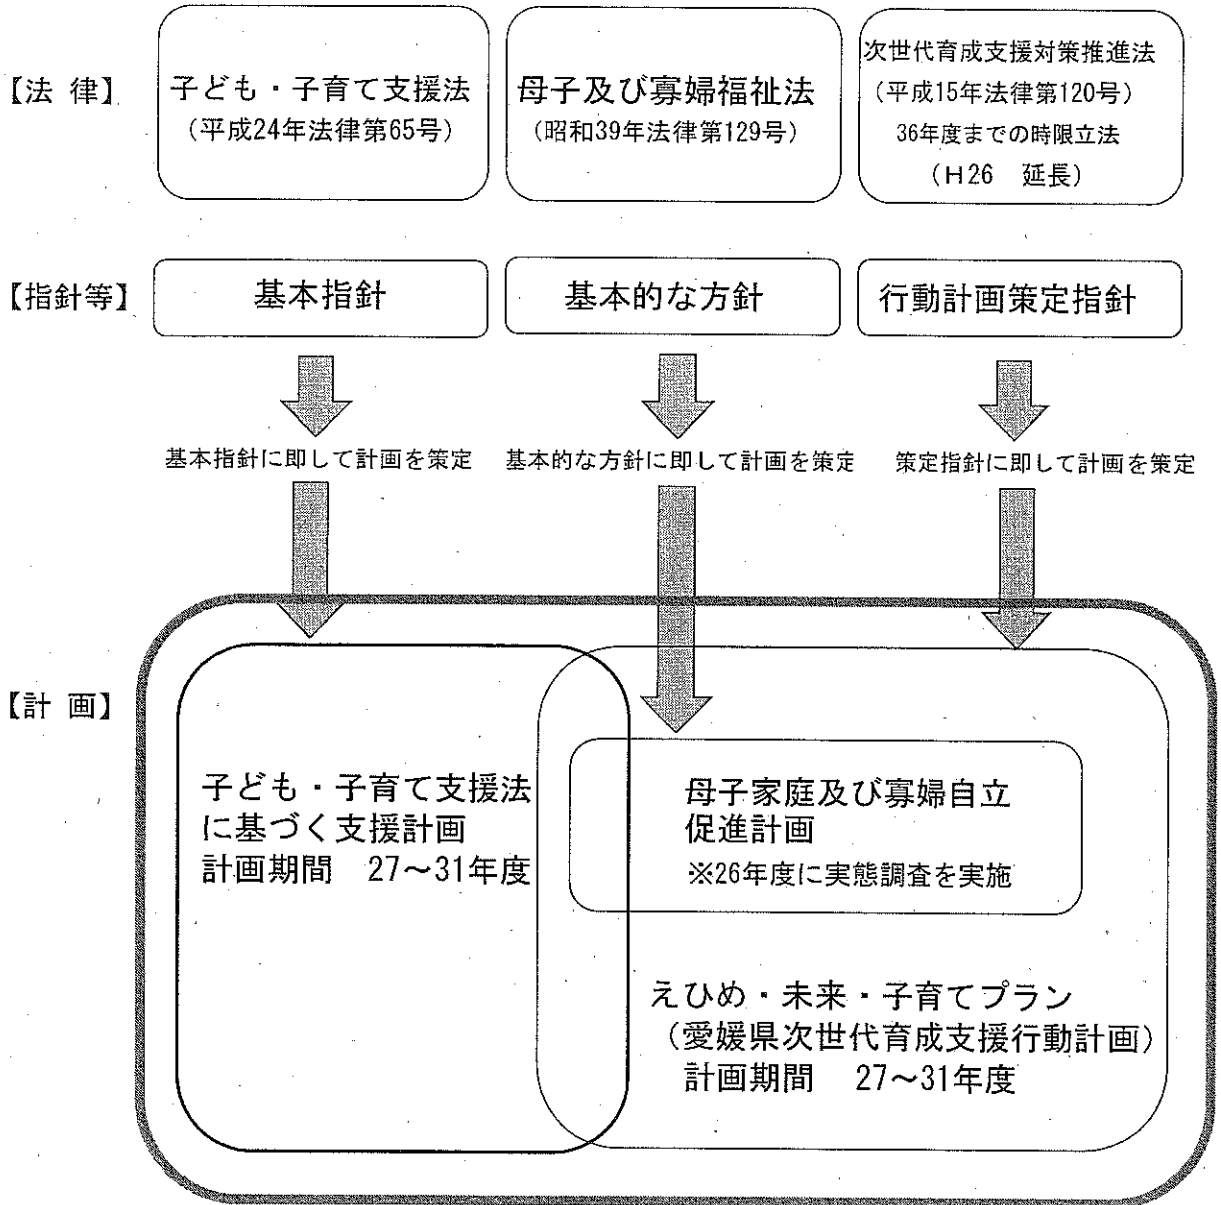 【法 律】
子ども・子育て支援法
（平成24年法律第65号）
母子及び寡婦福祉法
（昭和39年法律第129号）
次世代育成支援対策推進法
（平成15年法律第120号）
36年度までの時限立法
（H26 延長）
【指針等】
基本指針
基本的な方針
行動計画策定指針
基本指針に即して計画を策定
基本的な方針に即して計画を策定
策定指針に即して計画を策定
【計 画】
子ども・子育て支援法
に基づく支援計画
計画期間 27～31年度
母子家庭及び寡婦自立
促進計画
※26年度に実態調査を実施
えひめ・未来・子育てプラン
（愛媛県次世代育成支援行動計画）
計画期間 27～31年度